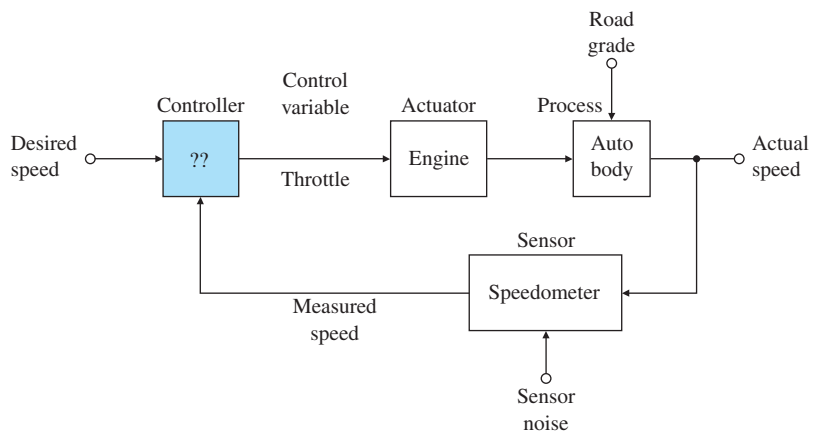 Road
grade
Control
variable
Controller
Actuator
Process
Desired
speed
??
Throttle
Engine
Auto
body
Actual
speed
Sensor
Speedometer
Measured
speed
Sensor
noise